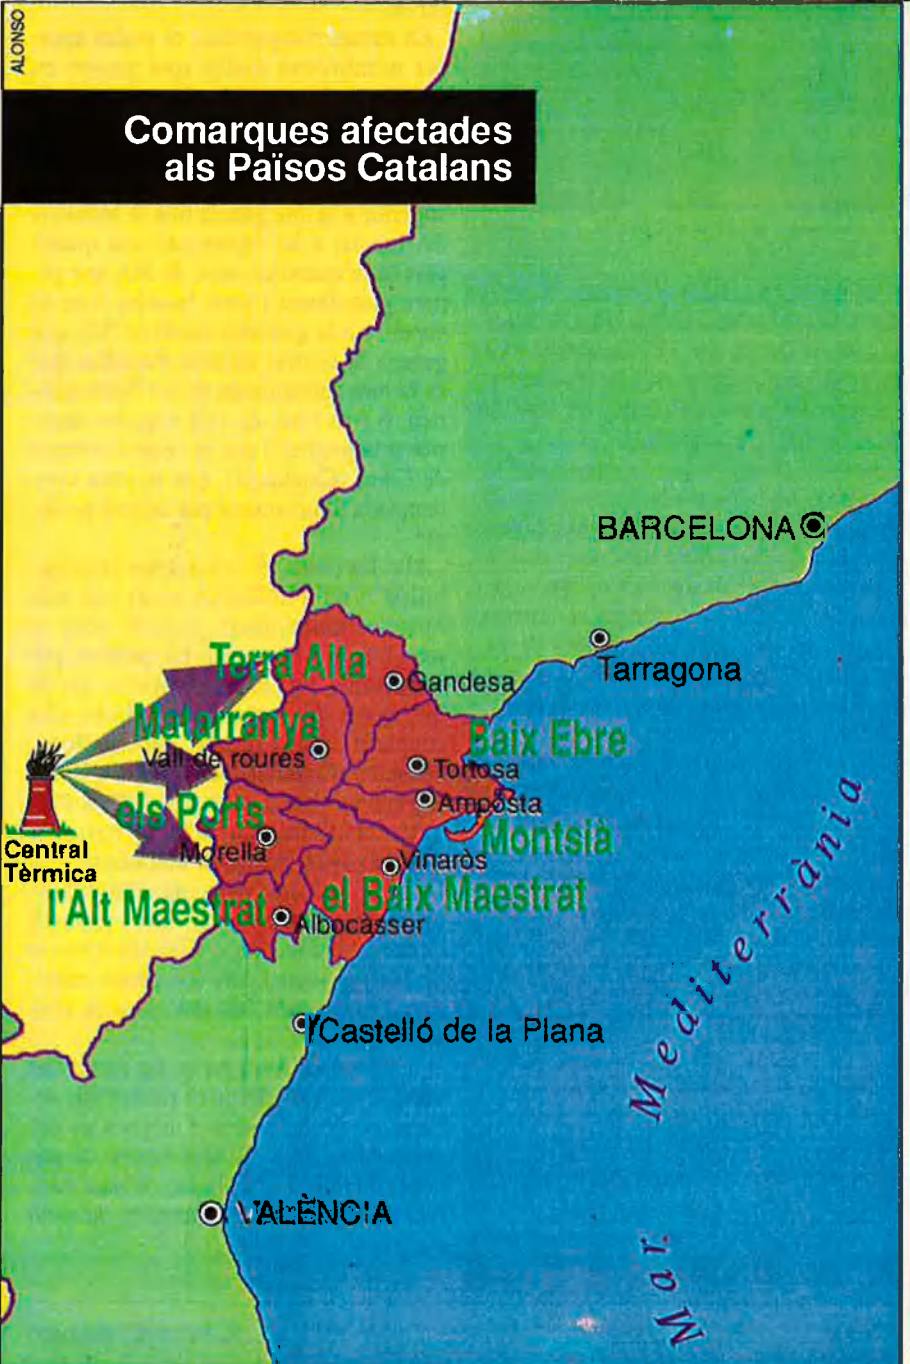 ALONSO
Comarques afectades
als Països Catalans
BARCELONA
Tarragona
Terra Alta
Gandesa
Matarranya
Vall de roures
Baix Ebre
Tortosa
Amposta
els Ports
Montsià
Morella
Vinaròs
Central
Tèrmica
l'Alt Maestrat
el Baix Maestrat
Albocàsser
Castelló de la Plana
VALÈNCIA
Mar Mediterrània